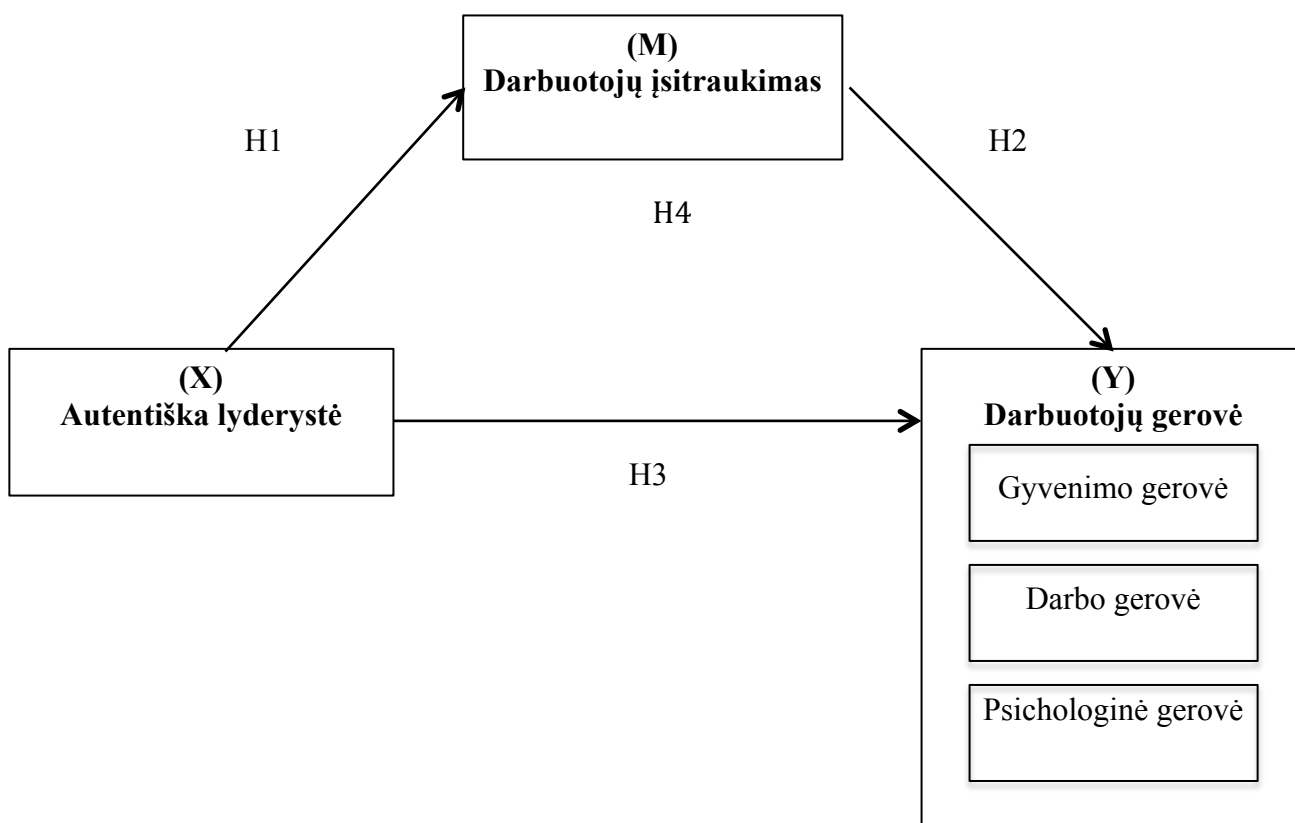 (M)
Darbuotojų įsitraukimas
H1
H2
H4
(X)
Autentiška lyderystė
H3
(Y)
Darbuotojų gerovė
Gyvenimo gerovė
Darbo gerovė
Psichologinė gerovė